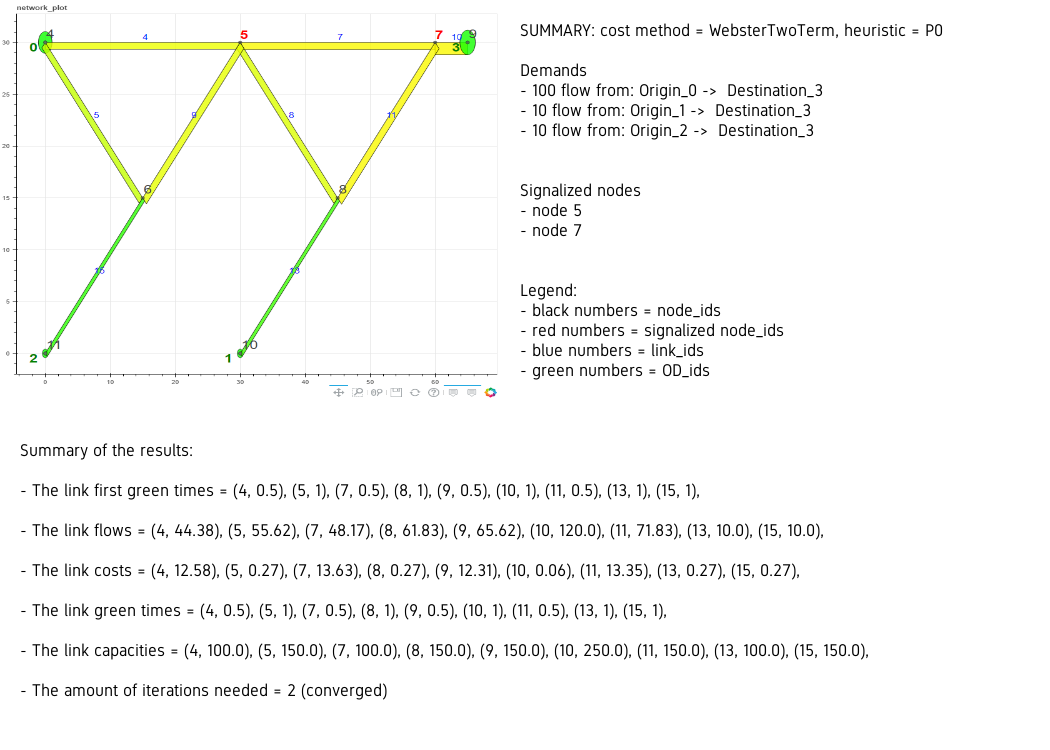 network_plot
4
0
4
5
7
7
10
3
9
30
25
5
9
8
11
20
6
8
15
10
15
13
5
11
10
0
2
1
0
10
20
30
40
50
60
SUMMARY: cost method = WebsterTwoTerm, heuristic = P0
Demands
- 100 flow from: Origin_0 -> Destination_3
- 10 flow from: Origin_1 -> Destination_3
- 10 flow from: Origin_2 -> Destination_3
Signalized nodes
- node 5
- node 7
Legend:
- black numbers = node_ids
- red numbers = signalized node_ids
- blue numbers = link_ids
- green numbers = OD_ids
Summary of the results:
- The link first green times = (4, 0.5), (5, 1), (7, 0.5), (8, 1), (9, 0.5), (10, 1), (11, 0.5), (13, 1), (15, 1),
- The link flows = (4, 44.38), (5, 55.62), (7, 48.17), (8, 61.83), (9, 65.62), (10, 120.0), (11, 71.83), (13, 10.0), (15, 10.0),
- The link costs = (4, 12.58), (5, 0.27), (7, 13.63), (8, 0.27), (9, 12.31), (10, 0.06), (11, 13.35), (13, 0.27), (15, 0.27),
- The link green times = (4, 0.5), (5, 1), (7, 0.5), (8, 1), (9, 0.5), (10, 1), (11, 0.5), (13, 1), (15, 1),
- The link capacities = (4, 100.0), (5, 150.0), (7, 100.0), (8, 150.0), (9, 150.0), (10, 250.0), (11, 150.0), (13, 100.0), (15, 150.0),
- The amount of iterations needed = 2 (converged)